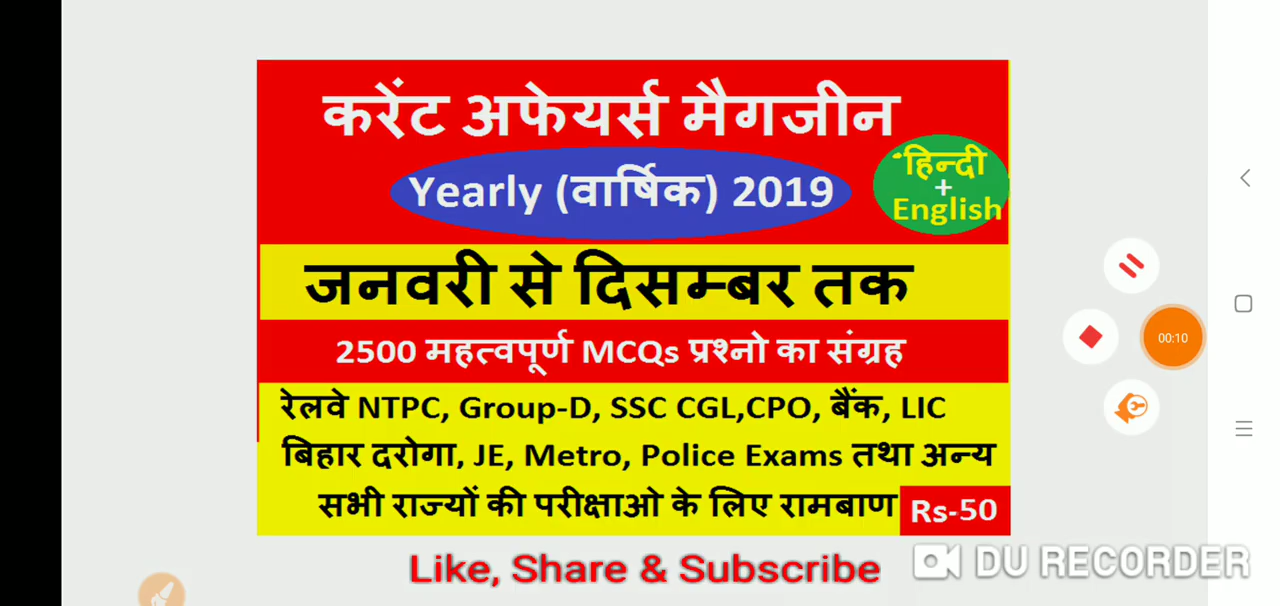 करेंट अफेयर्स मैगजीन
Yearly (वार्षिक) 2019
हिन्दी
+
English
जनवरी से दिसम्बर तक
2500 महत्वपूर्ण MCQs प्रश्नो का संग्रह
रेलवे NTPC, Group-D, SSC CGL,CPO, बैंक, LIC
बिहार दरोगा, JE, Metro, Police Exams तथा अन्य
सभी राज्यों की परीक्षाओ के लिए रामबाण
Rs-50
Like, Share & Subscribe
00:10
DU RECORDER